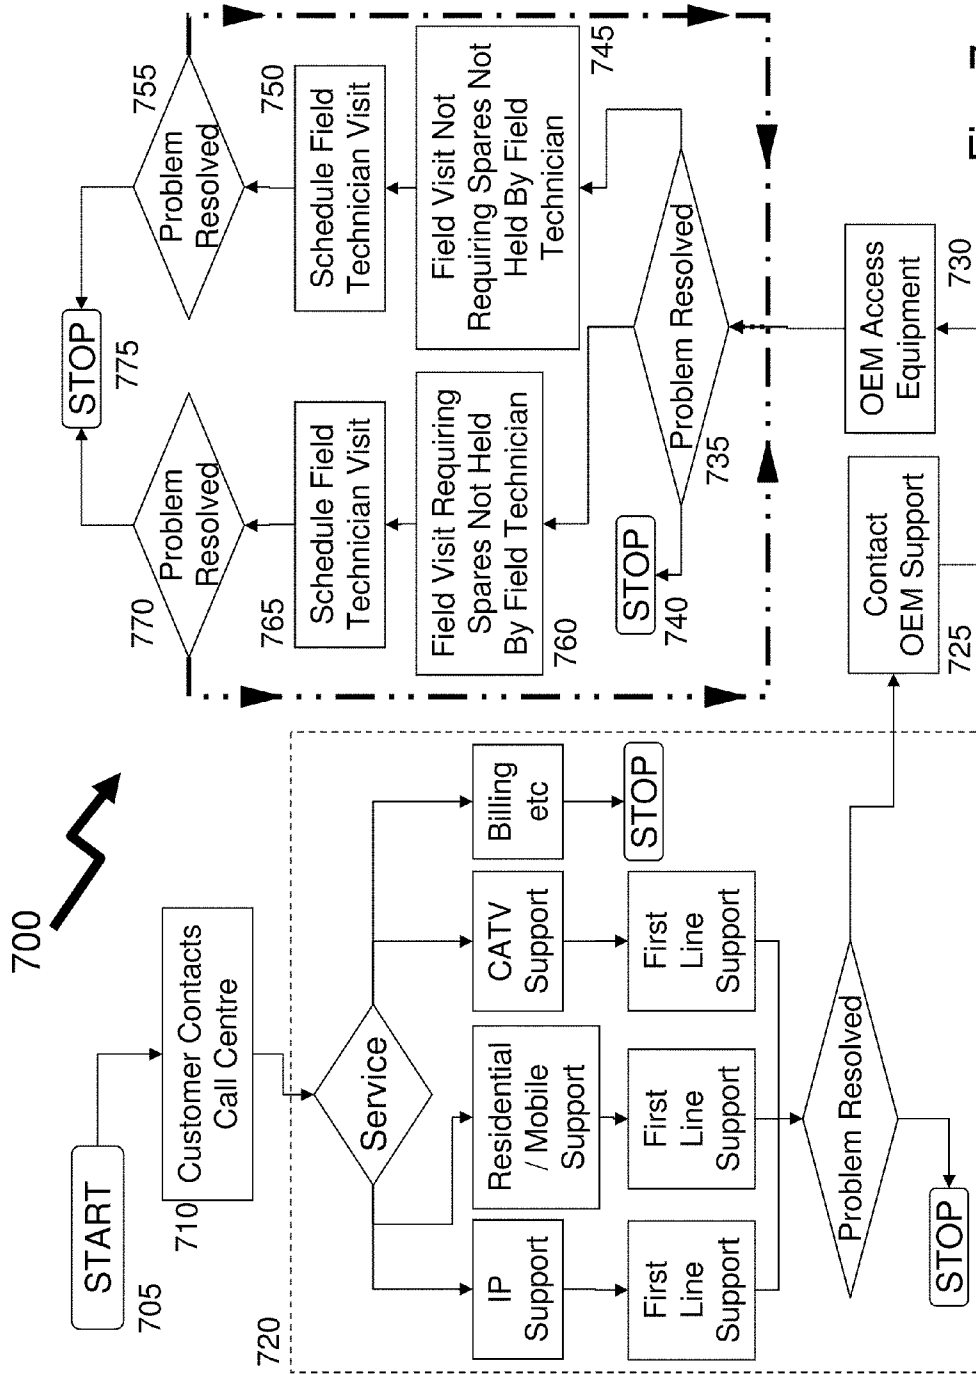 700
START
705
Customer Contacts
Call Centre
710
720
Service
IP
Support
Residential
/ Mobile
Support
CATV
Support
Billing
etc
STOP
First
Line
Support
First
Line
Support
First
Line
Support
Problem Resolved
STOP
Contact
OEM Support
725
OEM Access
Equipment
730
Problem Resolved
735
STOP
740
Field Visit Requiring
Spares Not Held
By Field Technician
760
Schedule Field
Technician Visit
765
Problem
Resolved
770
STOP
775
Field Visit Not
Requiring Spares Not
Held By Field
Technician
745
Schedule Field
Technician Visit
750
Problem
Resolved
755